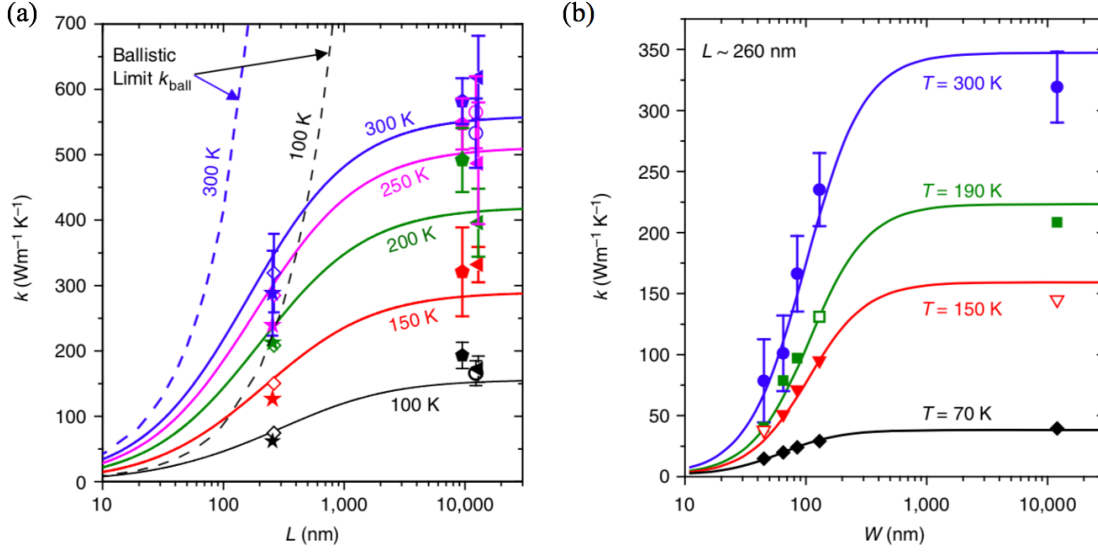 (a)
700
600
500
400
300
200
100
0
k (Wm⁻¹ K⁻¹)
Ballistic
Limit k_ball
300 K
100 K
300 K
250 K
200 K
150 K
100 K
10
100
1,000
10,000
L (nm)
(b)
350
300
250
200
150
100
50
0
k (Wm⁻¹ K⁻¹)
L ~ 260 nm
T = 300 K
T = 190 K
T = 150 K
T = 70 K
10
100
1,000
10,000
W (nm)